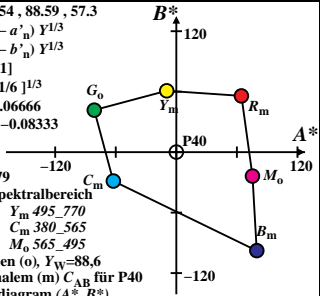 54 , 88.59 , 57.3
B*
– a'n) Y1/3
120
– b'n) Y1/3
1]
1/6 ]1/3
Go
Ym
Rm
.06666
–0.08333
P40
A*
–120
120
79
Cm
Mo
pektralbereich
Ym 495_770
Cm 380_565
Bm
Mo 565_495
en (o), YW=88,6
–120
nalem (m) CAB für P40
diagram (A*, B*)